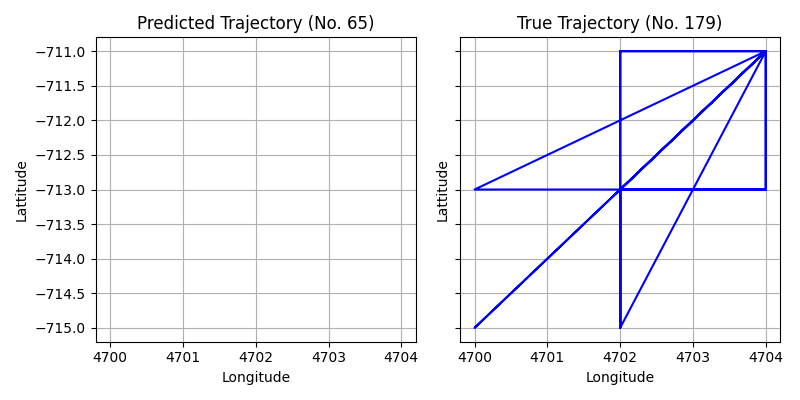 Predicted Trajectory (No. 65)
−711.0
−711.5
−712.0
−712.5
−713.0
−713.5
−714.0
−714.5
−715.0
Lattitude
4700 4701 4702 4703 4704
Longitude
True Trajectory (No. 179)
Lattitude
4700 4701 4702 4703 4704
Longitude